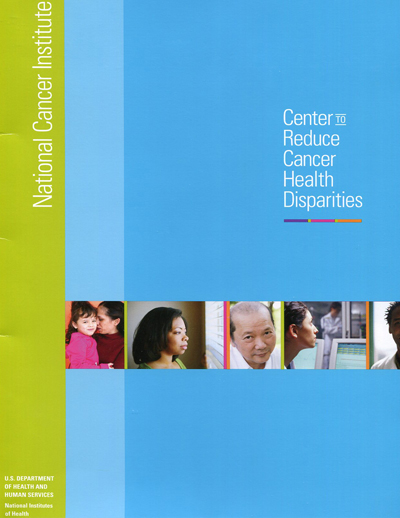 National Cancer Institute
Center TO
Reduce
Cancer
Health
Disparities
U.S. DEPARTMENT
OF HEALTH AND
HUMAN SERVICES
National Institutes
of Health